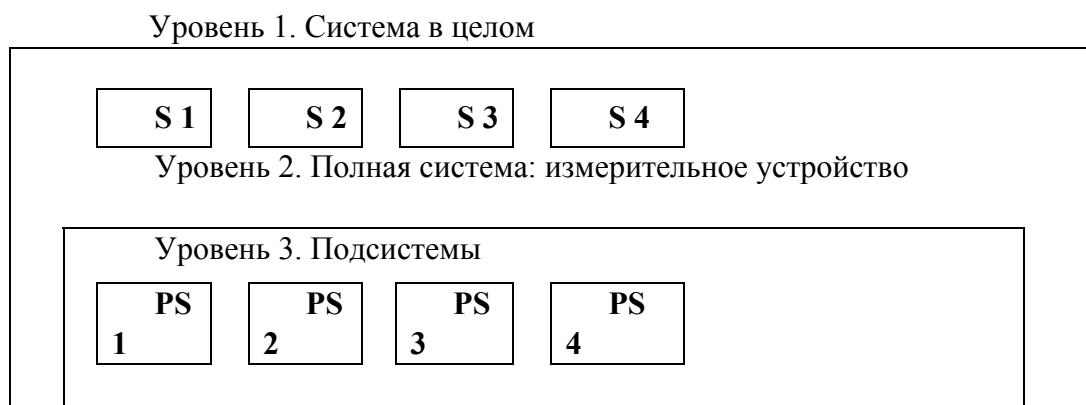 Уровень 1. Система в целом
S 1 S 2 S 3 S 4
Уровень 2. Полная система: измерительное устройство
Уровень 3. Подсистемы
PS PS PS PS
1 2 3 4